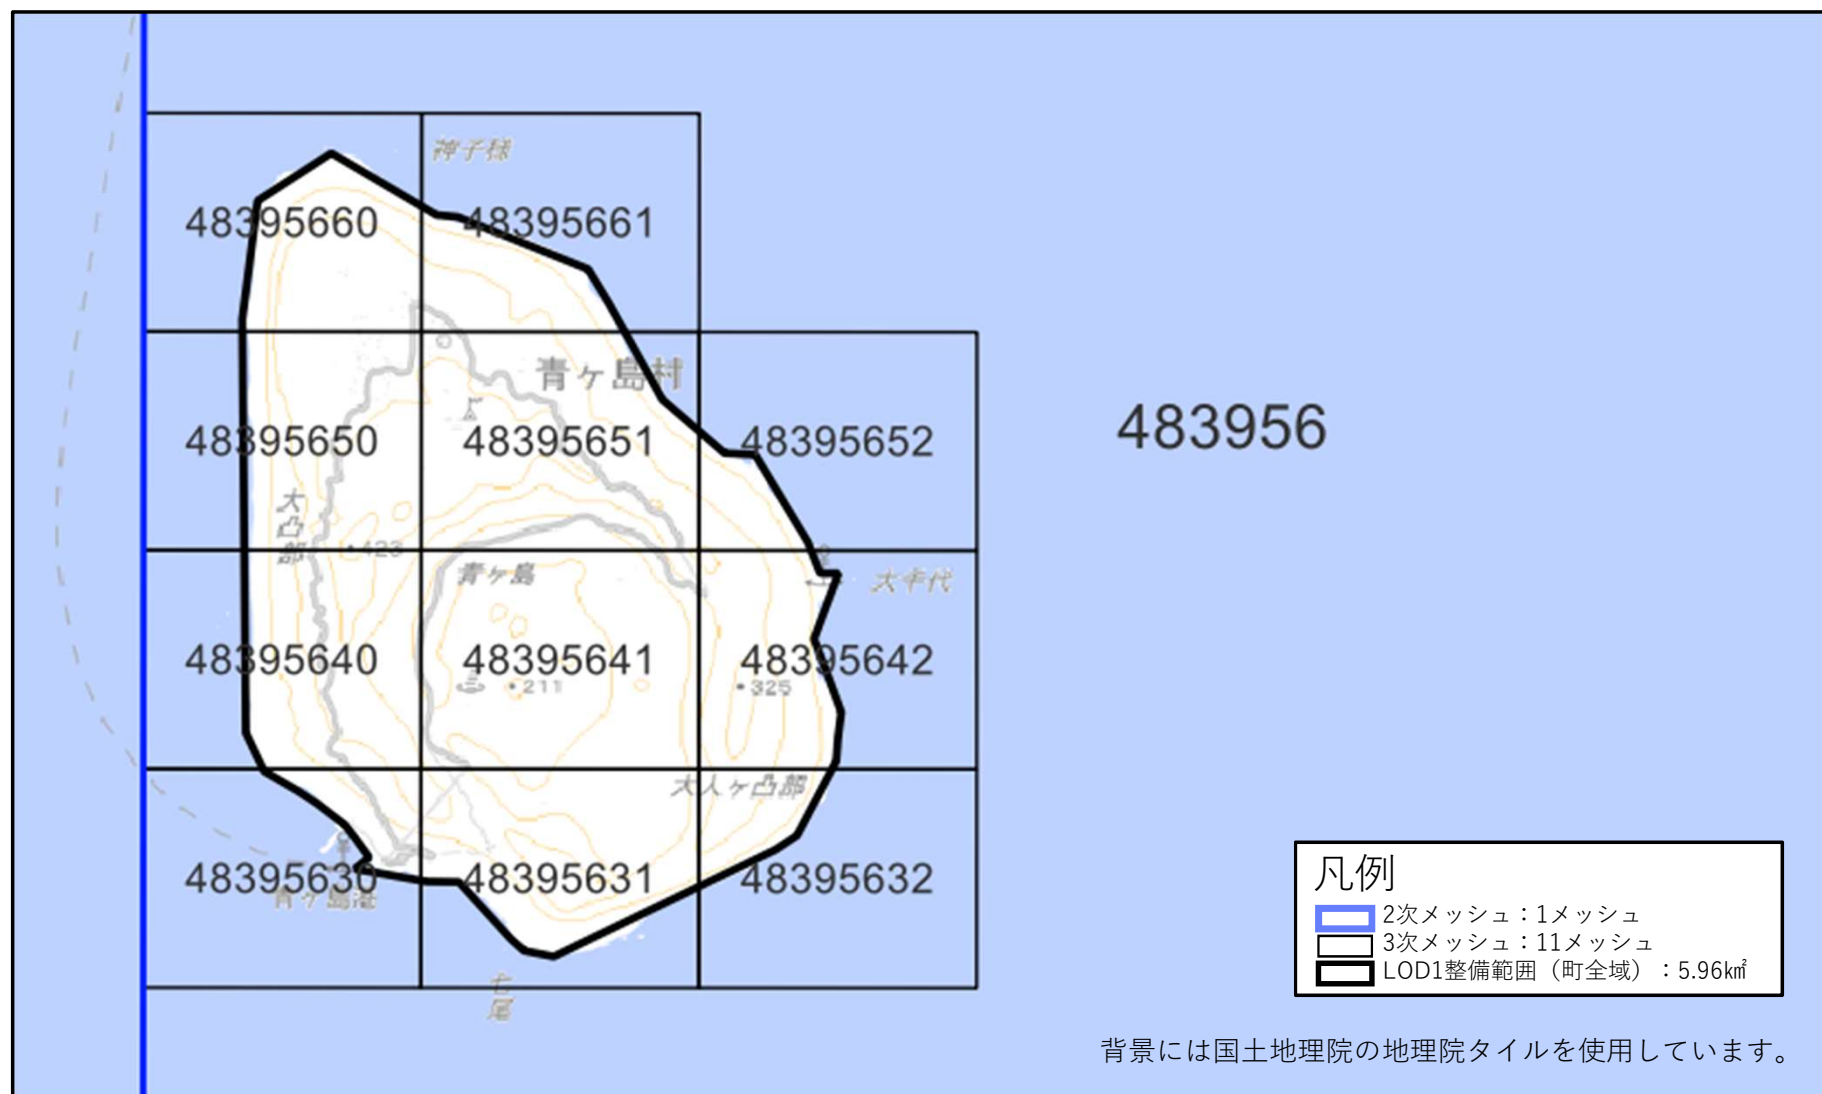 神子様
48395660
48395661
青ヶ島村
48395650
48395651
48395652
483956
大凸部
・423
青ヶ島
大千代
48395640
48395641
48395642
・211
・325
大人ヶ凸部
48395630
48395631
48395632
青ヶ島港
七尾
凡例
2次メッシュ：1メッシュ
3次メッシュ：11メッシュ
LOD1整備範囲（町全域）：5.96㎢
背景には国土地理院の地理院タイルを使用しています。